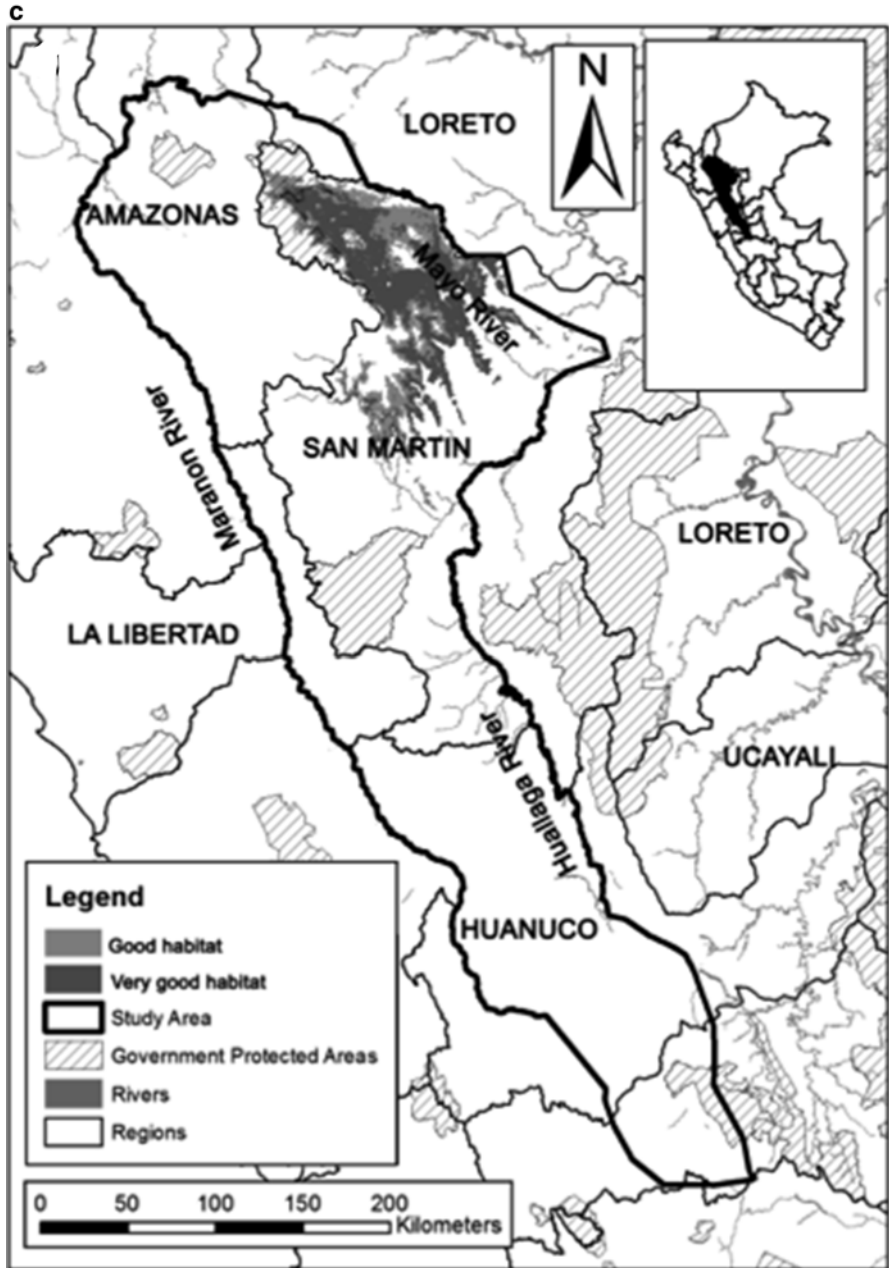 c
N
LORETO
AMAZONAS
Mayo River
Maranon River
SAN MARTIN
LORETO
LA LIBERTAD
UCAYALI
Huallaga River
HUANUCO
Legend
Good habitat
Very good habitat
Study Area
Government Protected Areas
Rivers
Regions
0 50 100 150 200
Kilometers